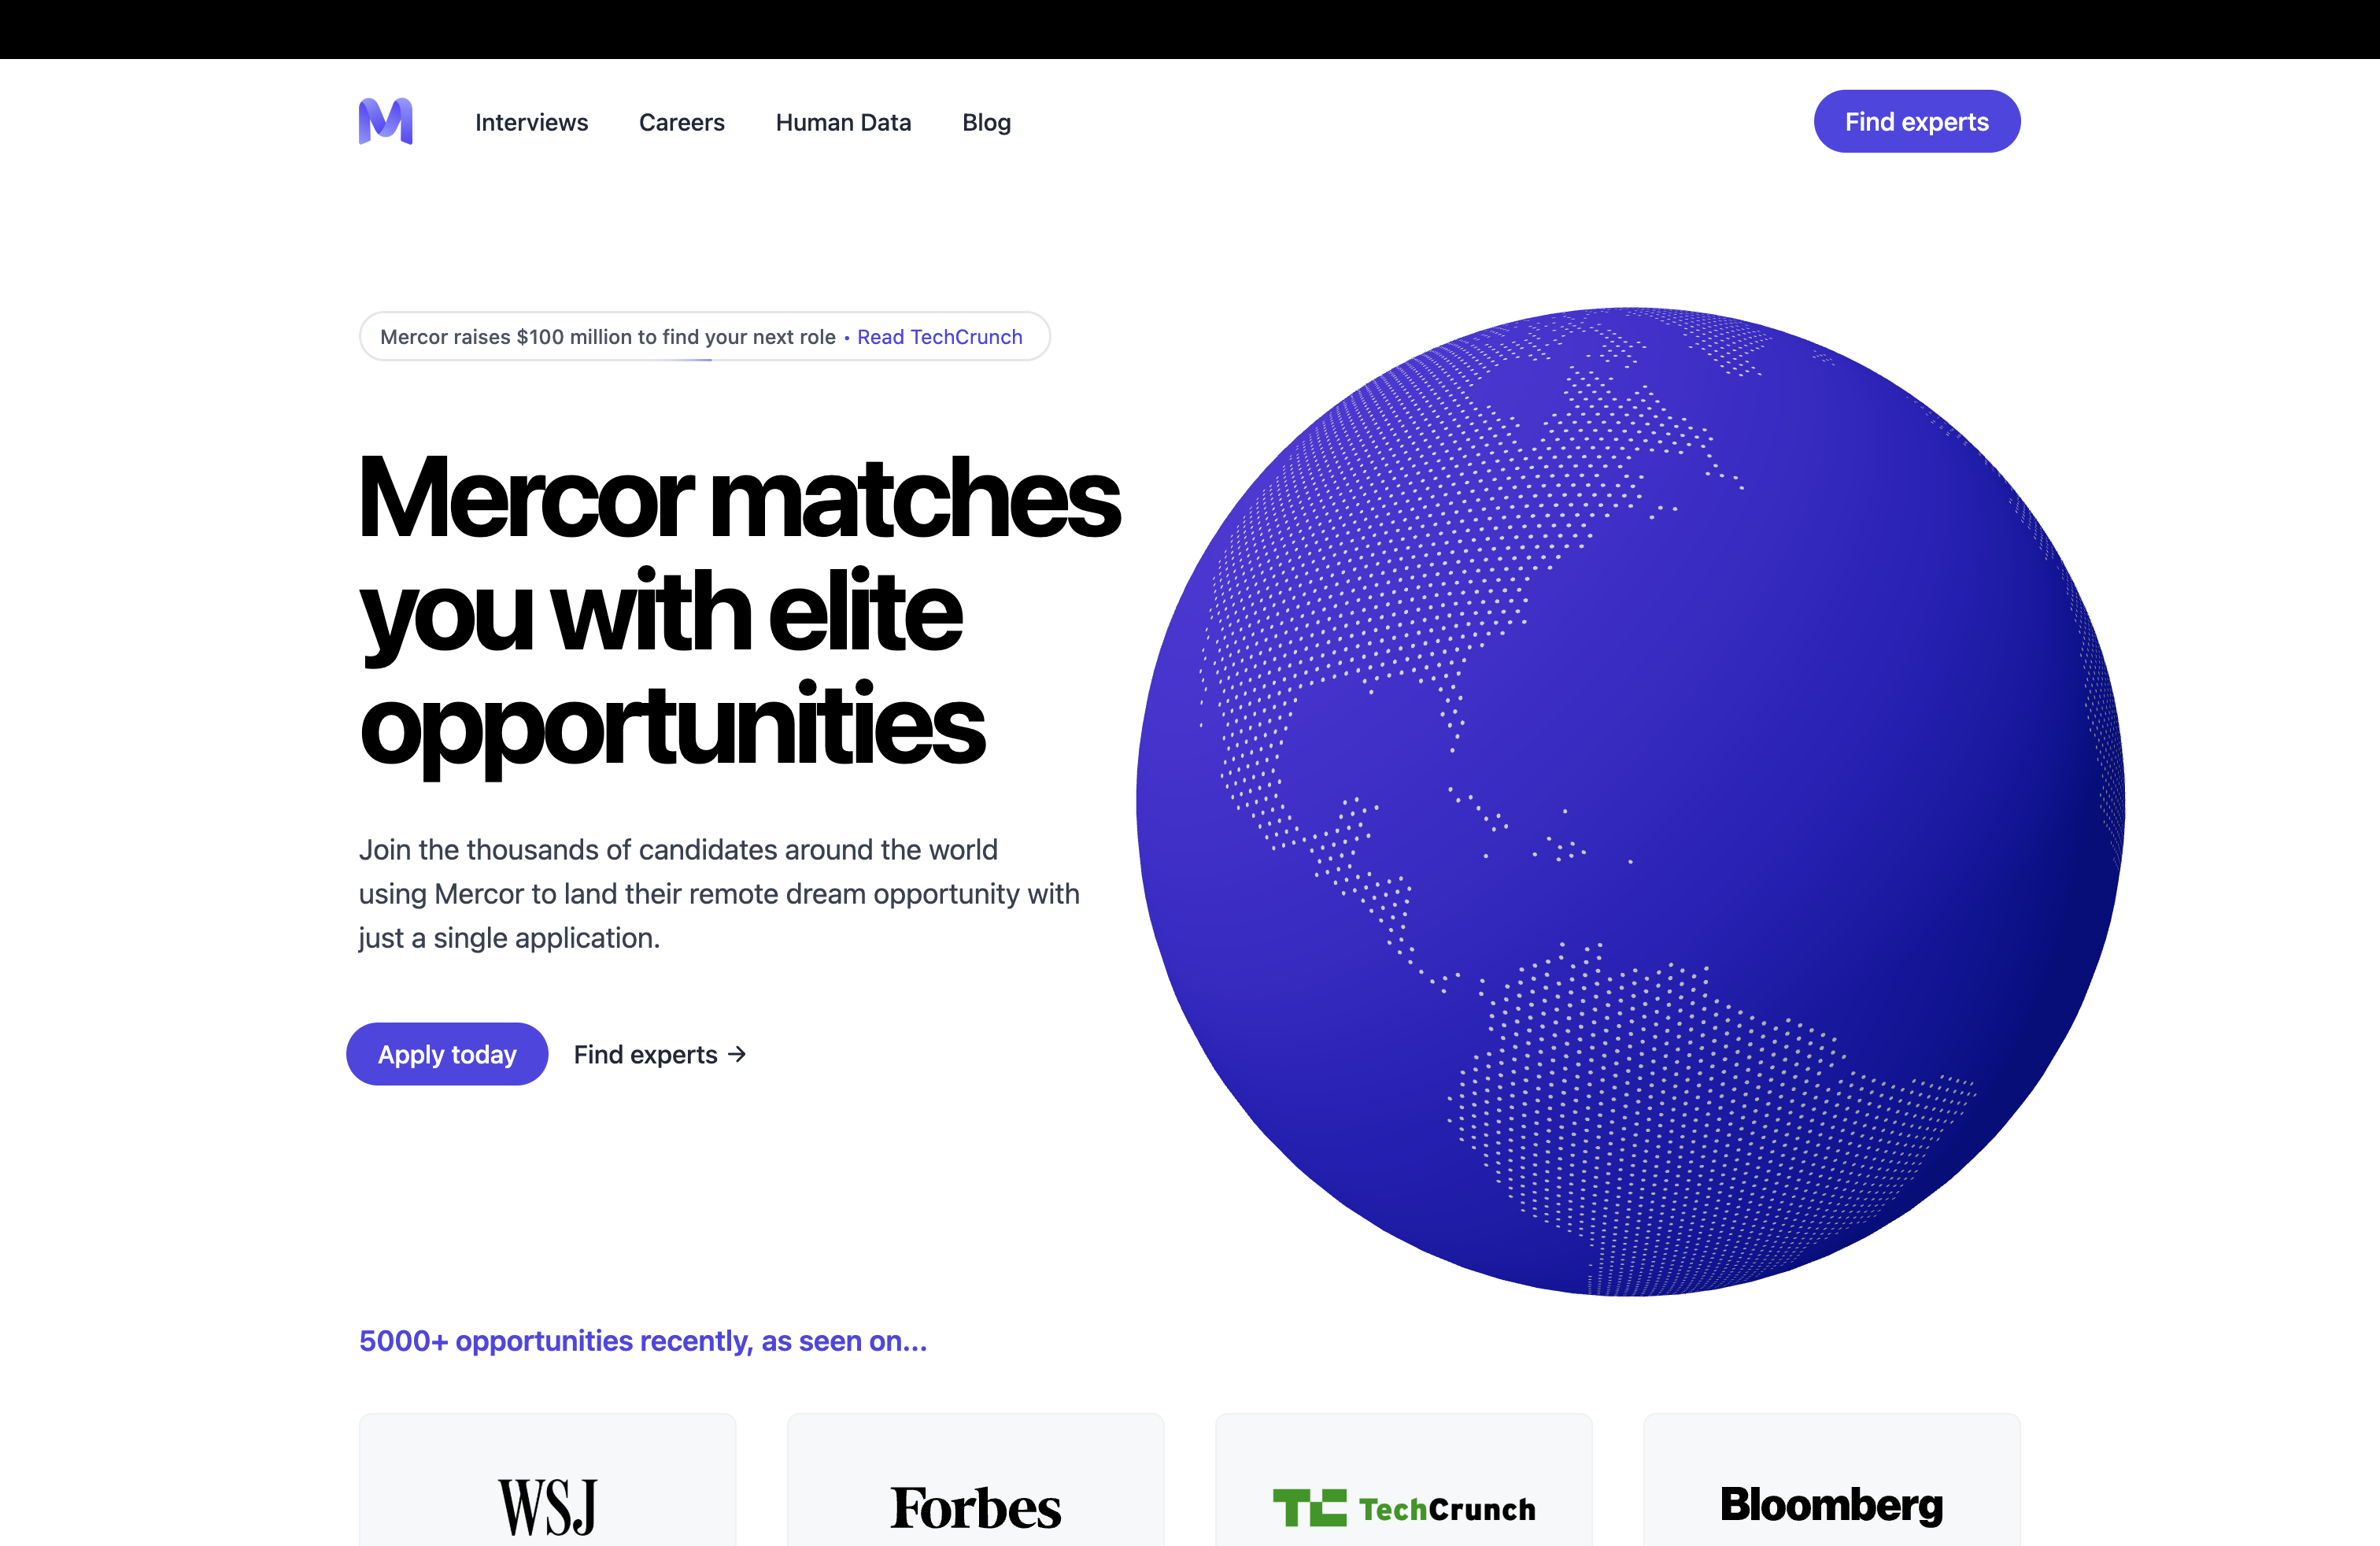 Interviews Careers Human Data Blog Find experts
Mercor raises $100 million to find your next role • Read TechCrunch
Mercor matches
you with elite
opportunities
Join the thousands of candidates around the world
using Mercor to land their remote dream opportunity with
just a single application.
Apply today Find experts →
5000+ opportunities recently, as seen on...
WSJ Forbes TC TechCrunch Bloomberg